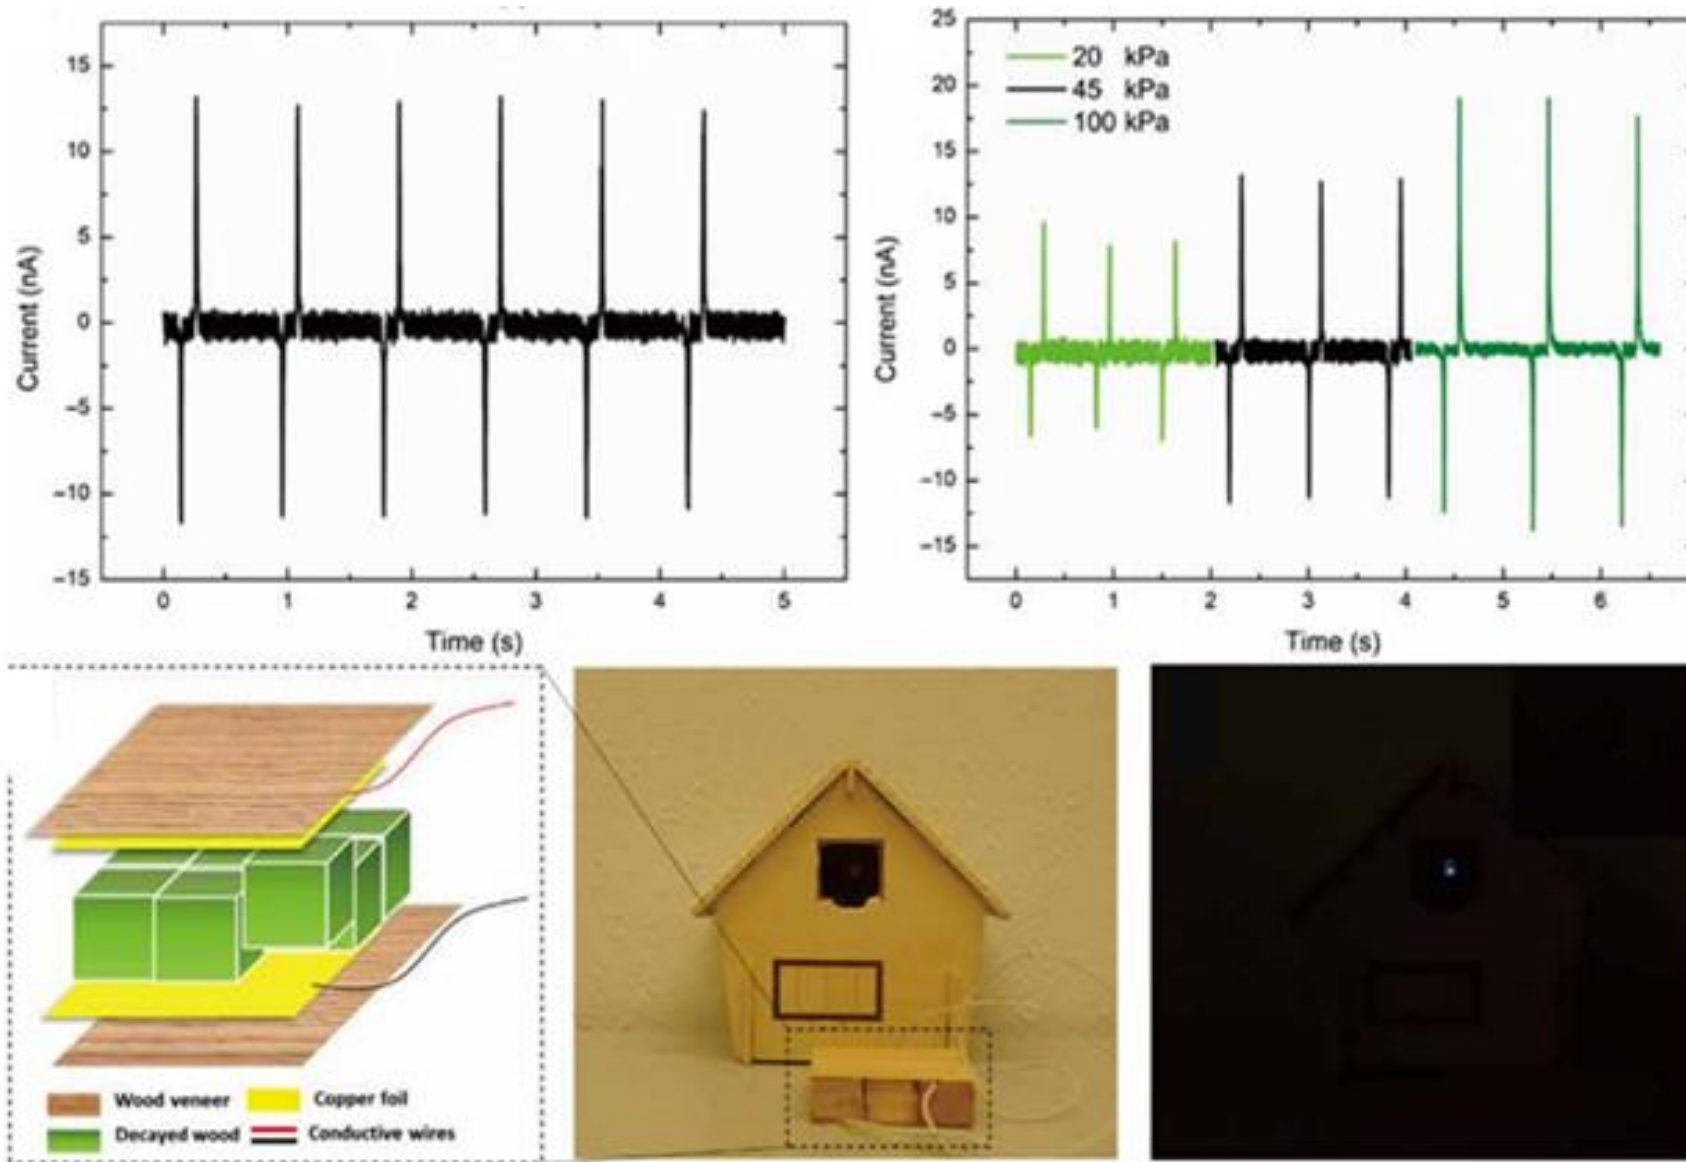 15
10
5
0
−5
−10
−15
Current (nA)
0 1 2 3 4 5
Time (s)
25
20
15
10
5
0
−5
−10
−15
Current (nA)
20 kPa
45 kPa
100 kPa
0 1 2 3 4 5 6
Time (s)
Wood veneer
Copper foil
Decayed wood
Conductive wires